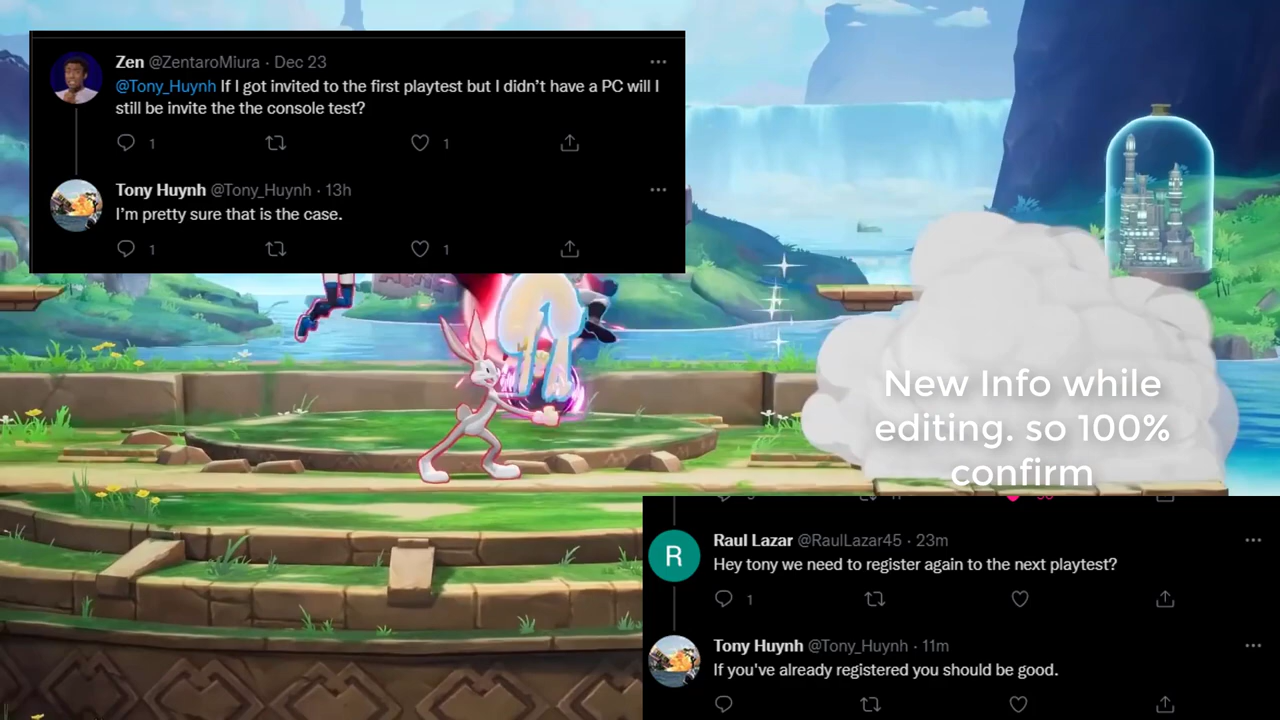 Zen @ZentaroMiura · Dec 23
@Tony_Huynh If I got invited to the first playtest but I didn't have a PC will I
still be invite the the console test?
1 1
Tony Huynh @Tony_Huynh · 13h
I'm pretty sure that is the case.
1 1
New Info while
editing. so 100%
confirm
Raul Lazar @RaulLazar45 · 23m
R
Hey tony we need to register again to the next playtest?
1
Tony Huynh @Tony_Huynh · 11m
If you've already registered you should be good.